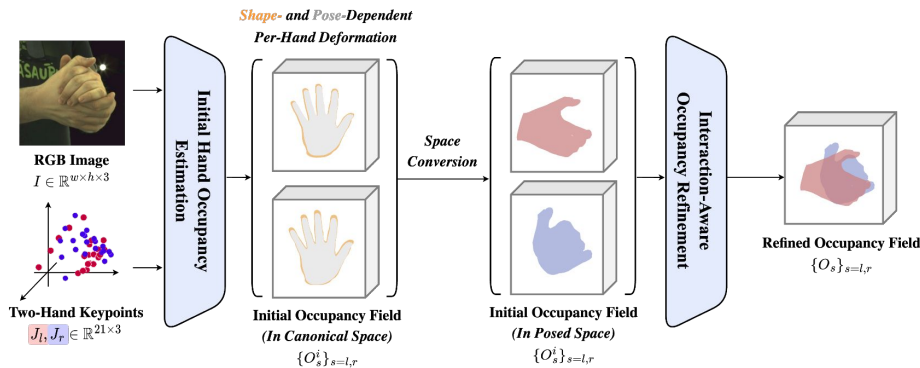 Shape- and Pose-Dependent
Per-Hand Deformation
ASAUR
RGB Image
I ∈ ℝ^{w×h×3}
Two-Hand Keypoints
J_l, J_r ∈ ℝ^{21×3}
Initial Hand Occupancy
Estimation
Initial Occupancy Field
(In Canonical Space)
{O_s^i}_{s=l,r}
Space
Conversion
Initial Occupancy Field
(In Posed Space)
{O_s^i}_{s=l,r}
Interaction-Aware
Occupancy Refinement
Refined Occupancy Field
{O_s}_{s=l,r}